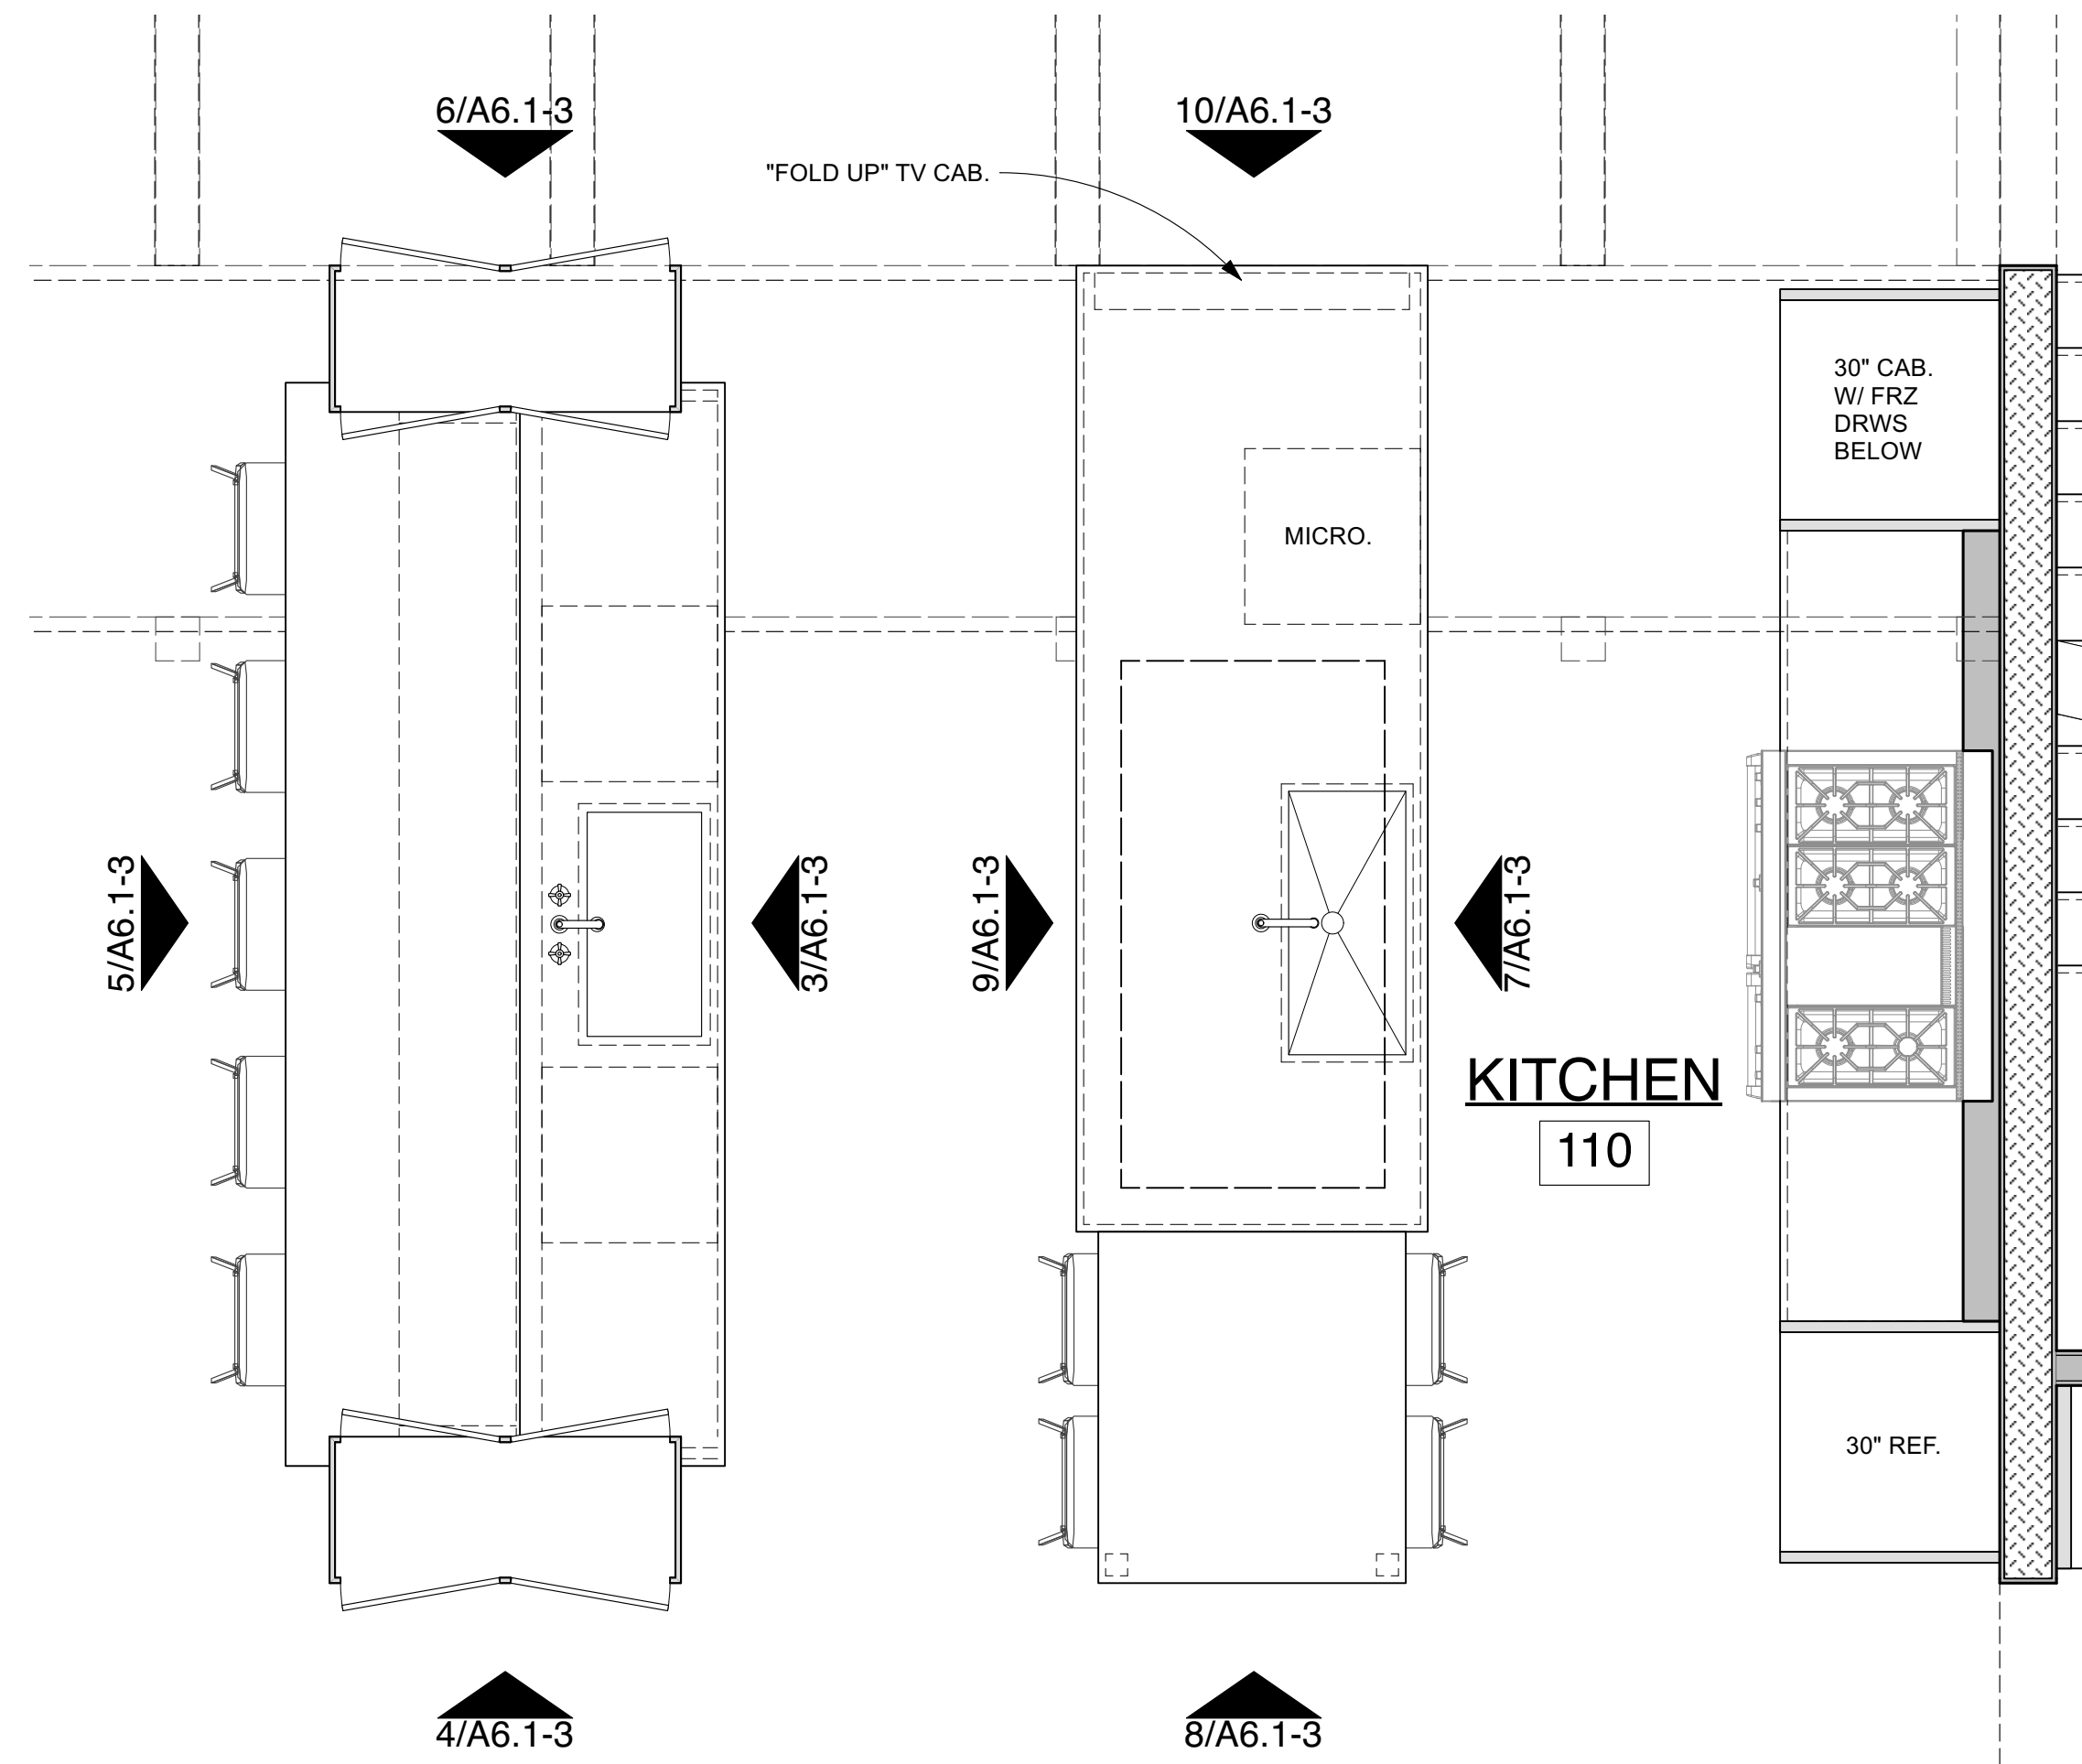 6/A6.1-3
10/A6.1-3
"FOLD UP" TV CAB.
30" CAB.
W/ FRZ
DRWS
BELOW
MICRO.
5/A6.1-3
3/A6.1-3
9/A6.1-3
7/A6.1-3
KITCHEN
110
30" REF.
4/A6.1-3
8/A6.1-3